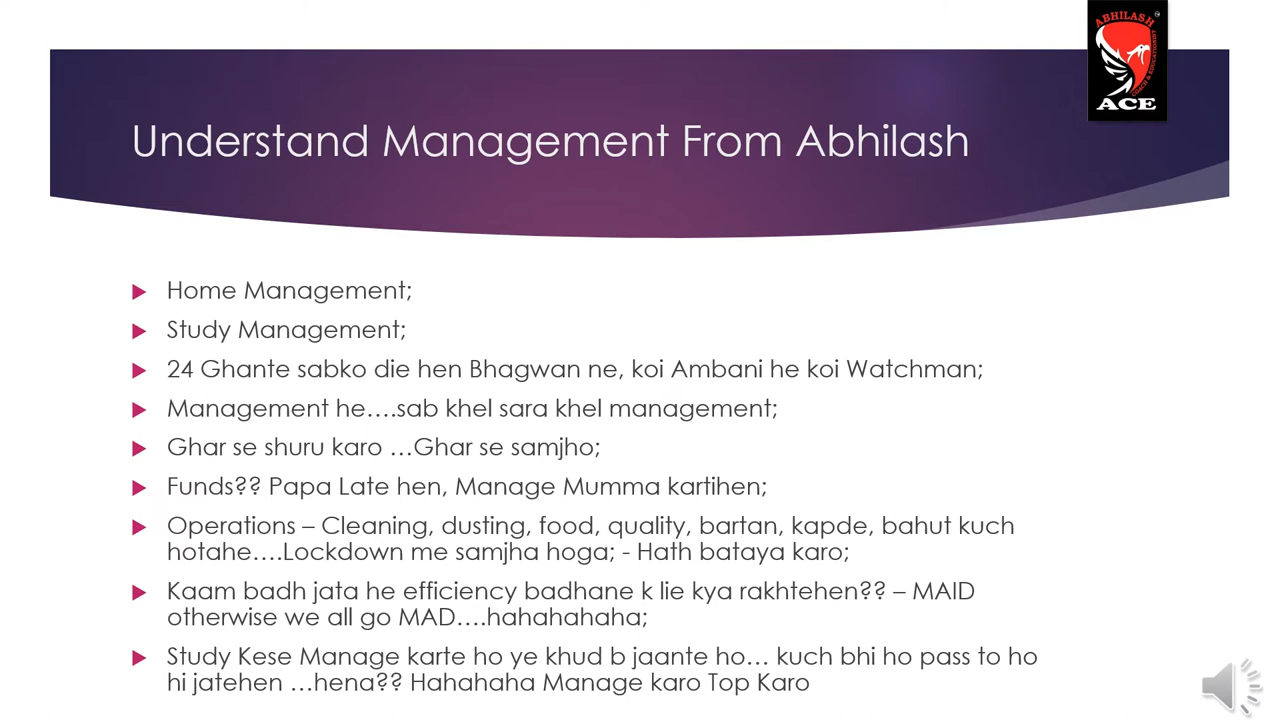 ABHILASH
COACH & EDUCATIONIST
ACE
Understand Management From Abhilash
Home Management;
Study Management;
24 Ghante sabko die hen Bhagwan ne, koi Ambani he koi Watchman;
Management he....sab khel sara khel management;
Ghar se shuru karo ...Ghar se samjho;
Funds?? Papa Late hen, Manage Mumma kartihen;
Operations – Cleaning, dusting, food, quality, bartan, kapde, bahut kuch
hotahe....Lockdown me samjha hoga; - Hath bataya karo;
Kaam badh jata he efficiency badhane k lie kya rakhtehen?? – MAID
otherwise we all go MAD....hahahahaha;
Study Kese Manage karte ho ye khud b jaante ho... kuch bhi ho pass to ho
hi jatehen ...hena?? Hahahaha Manage karo Top Karo